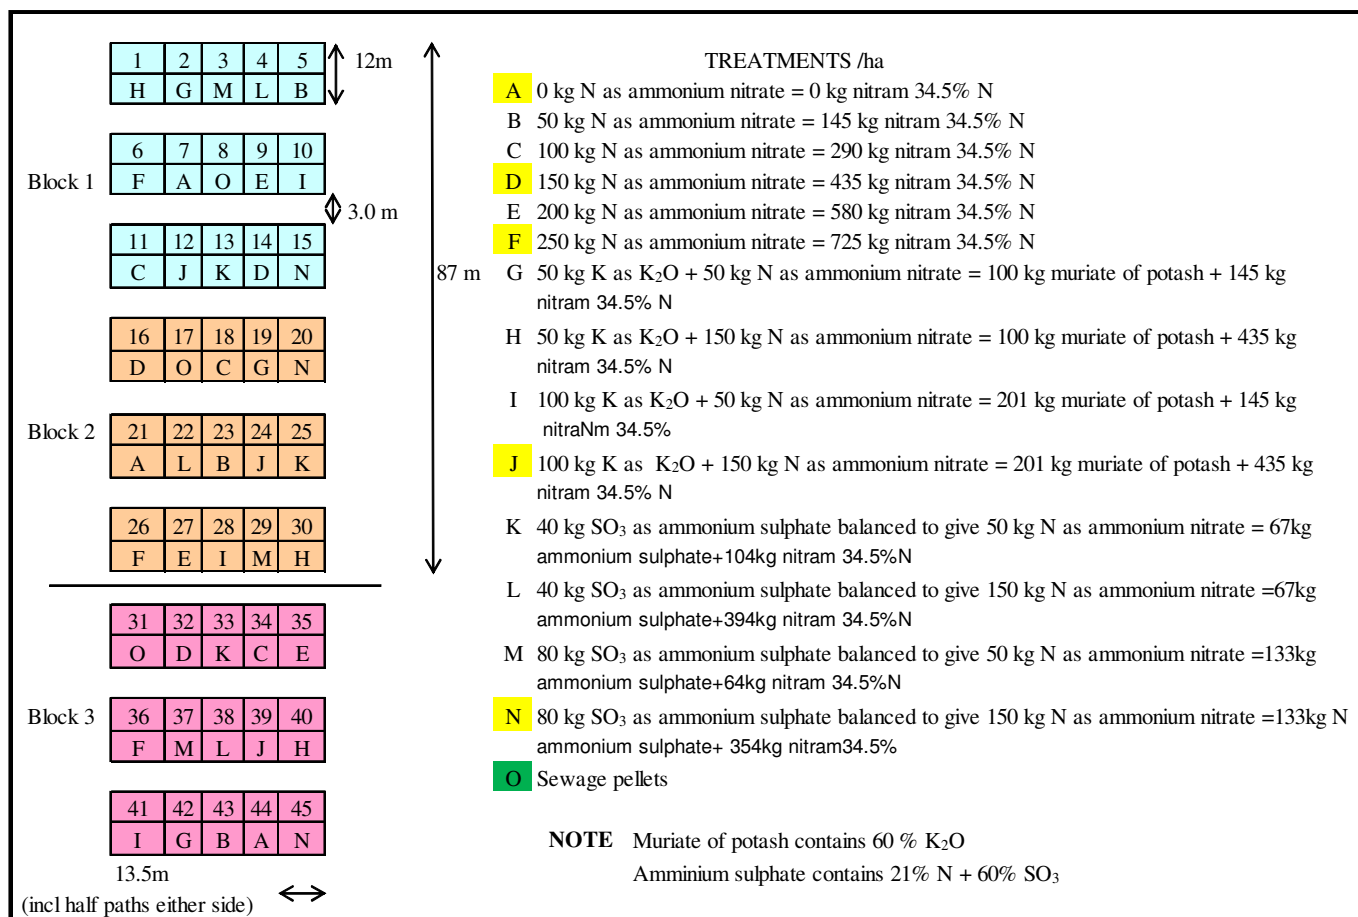 1 2 3 4 5
H G M L B
12m
6 7 8 9 10
Block 1 F A O E I
3.0 m
11 12 13 14 15
C J K D N
87 m
16 17 18 19 20
D O C G N
Block 2 21 22 23 24 25
A L B J K
26 27 28 29 30
F E I M H
31 32 33 34 35
O D K C E
Block 3 36 37 38 39 40
F M L J H
41 42 43 44 45
I G B A N
13.5m
(incl half paths either side)
TREATMENTS /ha
A 0 kg N as ammonium nitrate = 0 kg nitram 34.5% N
B 50 kg N as ammonium nitrate = 145 kg nitram 34.5% N
C 100 kg N as ammonium nitrate = 290 kg nitram 34.5% N
D 150 kg N as ammonium nitrate = 435 kg nitram 34.5% N
E 200 kg N as ammonium nitrate = 580 kg nitram 34.5% N
F 250 kg N as ammonium nitrate = 725 kg nitram 34.5% N
G 50 kg K as K₂O + 50 kg N as ammonium nitrate = 100 kg muriate of potash + 145 kg
nitram 34.5% N
H 50 kg K as K₂O + 150 kg N as ammonium nitrate = 100 kg muriate of potash + 435 kg
nitram 34.5% N
I 100 kg K as K₂O + 50 kg N as ammonium nitrate = 201 kg muriate of potash + 145 kg
nitraNm 34.5%
J 100 kg K as K₂O + 150 kg N as ammonium nitrate = 201 kg muriate of potash + 435 kg
nitram 34.5% N
K 40 kg SO₃ as ammonium sulphate balanced to give 50 kg N as ammonium nitrate = 67kg
ammonium sulphate+104kg nitram 34.5%N
L 40 kg SO₃ as ammonium sulphate balanced to give 150 kg N as ammonium nitrate =67kg
ammonium sulphate+394kg nitram 34.5%N
M 80 kg SO₃ as ammonium sulphate balanced to give 50 kg N as ammonium nitrate =133kg
ammonium sulphate+64kg nitram 34.5%N
N 80 kg SO₃ as ammonium sulphate balanced to give 150 kg N as ammonium nitrate =133kg N
ammonium sulphate+ 354kg nitram34.5%
O Sewage pellets
NOTE Muriate of potash contains 60 % K₂O
Amminium sulphate contains 21% N + 60% SO₃